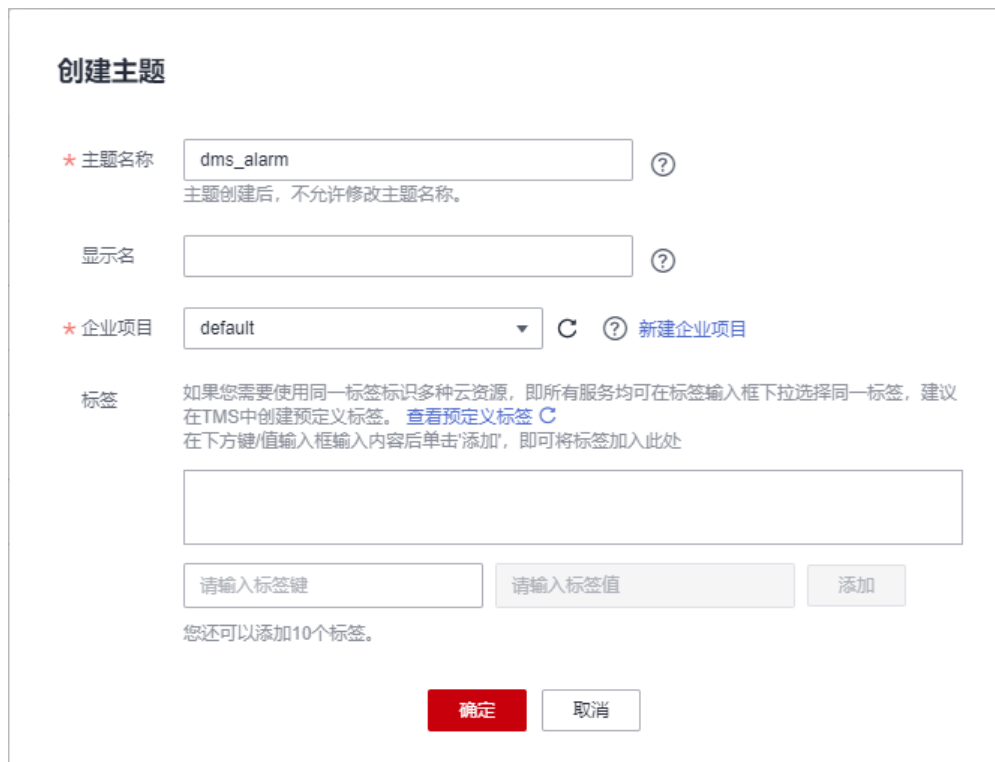 创建主题
* 主题名称 dms_alarm ?
主题创建后，不允许修改主题名称。
显示名 ?
* 企业项目 default ? 新建企业项目
标签 如果您需要使用同一标签标识多种云资源，即所有服务均可在标签输入框下拉选择同一标签，建议
在TMS中创建预定义标签。 查看预定义标签
在下方键/值输入框输入内容后单击'添加'，即可将标签加入此处
请输入标签键 请输入标签值 添加
您还可以添加10个标签。
确定 取消